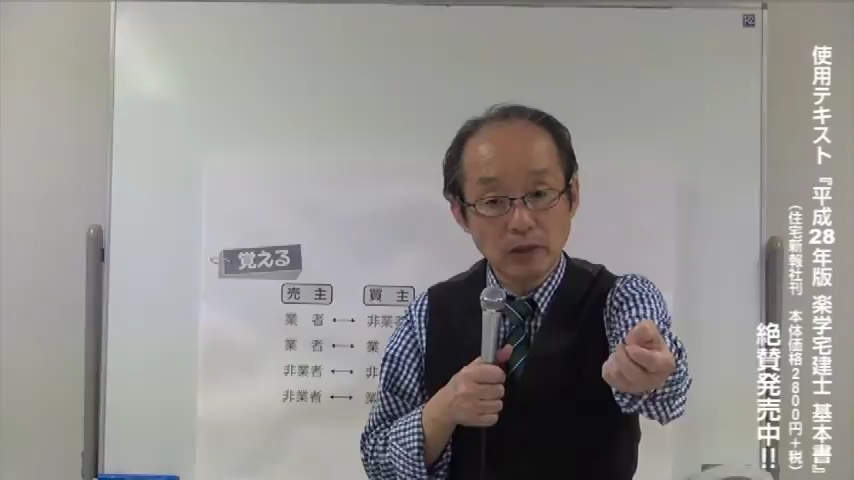 使用テキスト『平成28年版 楽学宅建士 基本書』
(住宅新報社刊 本体価格2800円+税)
絶賛発売中!!
覚える
売 主 買 主
業 者 ↔ 非業者
業 者 ↔ 業
非業者 ↔ 非
非業者 ↔ 業